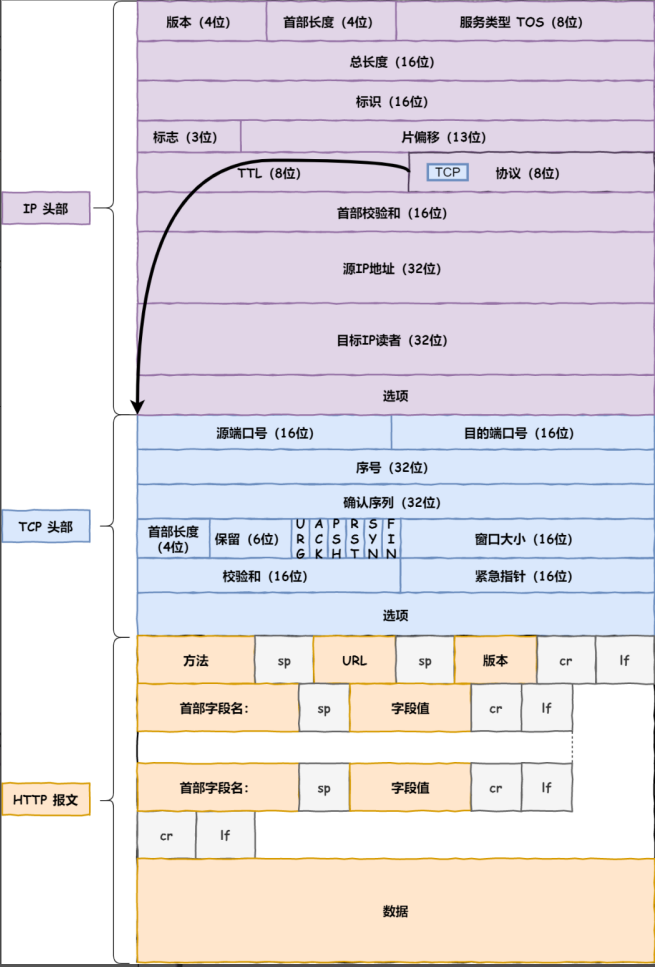 版本（4位） 首部长度（4位） 服务类型 TOS（8位）
总长度（16位）
标识（16位）
标志（3位） 片偏移（13位）
TTL（8位） TCP 协议（8位）
IP 头部
首部校验和（16位）
源IP地址（32位）
目标IP读者（32位）
选项
源端口号（16位） 目的端口号（16位）
序号（32位）
确认序列（32位）
TCP 头部
首部长度（4位） 保留（6位） URG ACK PSH RST SYN FIN 窗口大小（16位）
校验和（16位） 紧急指针（16位）
选项
方法 sp URL sp 版本 cr lf
首部字段名： sp 字段值 cr lf
HTTP 报文
首部字段名： sp 字段值 cr lf
cr lf
数据